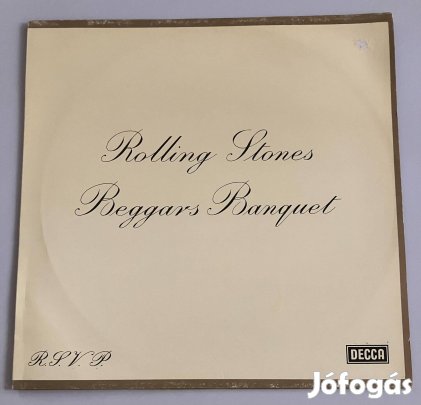 Rolling Stones
Beggars Banquet
R.S.V.P.
DECCA
Jófogás